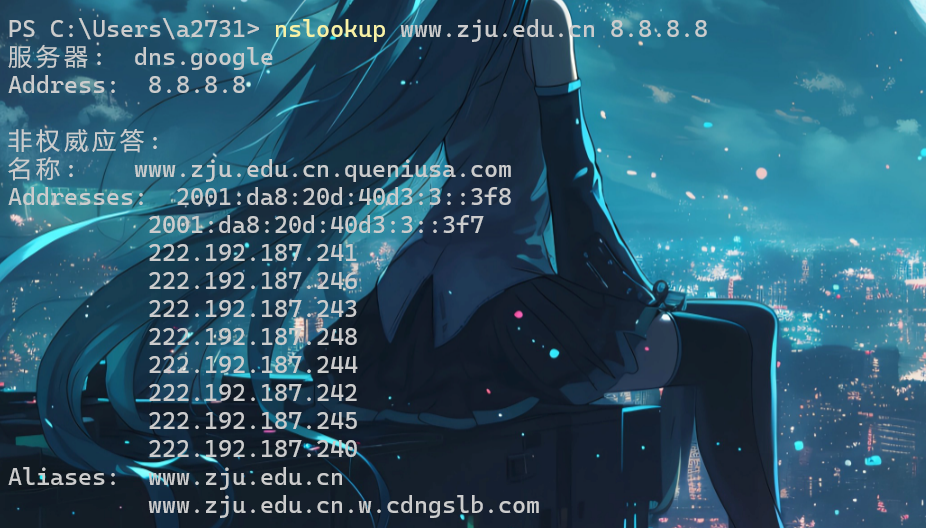 PS C:\Users\a2731> nslookup www.zju.edu.cn 8.8.8.8
服务器:  dns.google
Address:  8.8.8.8

非权威应答:
名称:    www.zju.edu.cn.queniusa.com
Addresses:  2001:da8:20d:40d3:3::3f8
          2001:da8:20d:40d3:3::3f7
          222.192.187.241
          222.192.187.246
          222.192.187.243
          222.192.187.248
          222.192.187.244
          222.192.187.242
          222.192.187.245
          222.192.187.240
Aliases:  www.zju.edu.cn
          www.zju.edu.cn.w.cdngslb.com